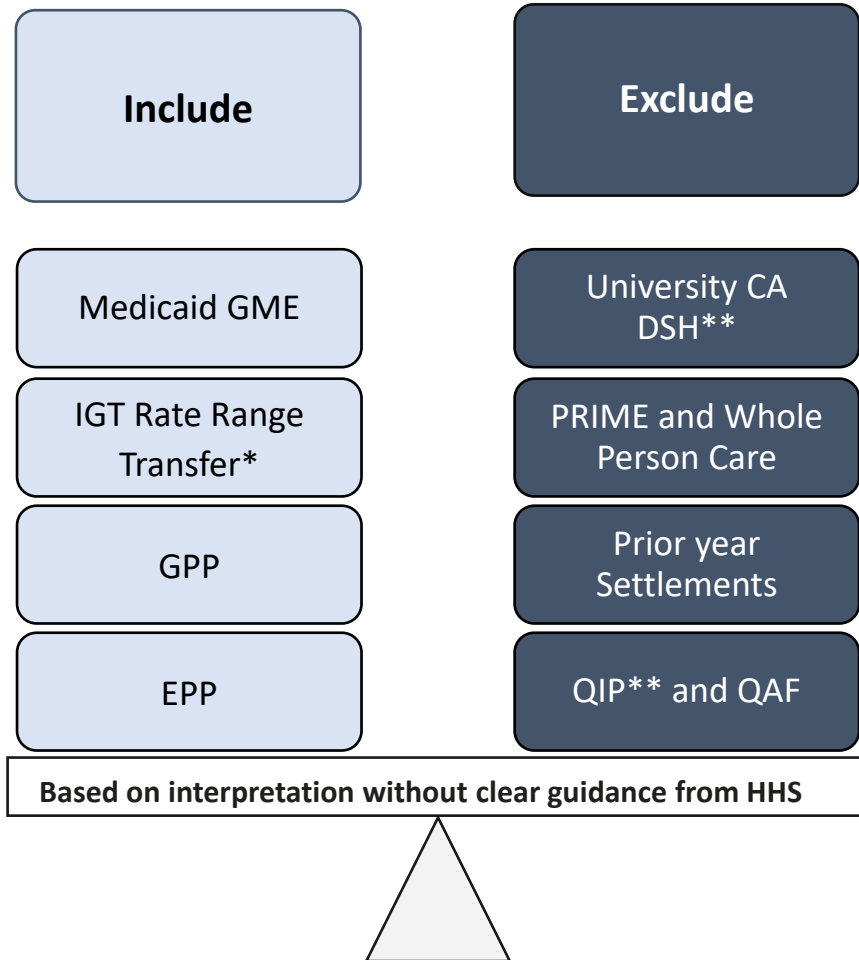 Include
Exclude
Medicaid GME
University CA
DSH**
IGT Rate Range
Transfer*
PRIME and Whole
Person Care
GPP
Prior year
Settlements
EPP
QIP** and QAF
Based on interpretation without clear guidance from HHS